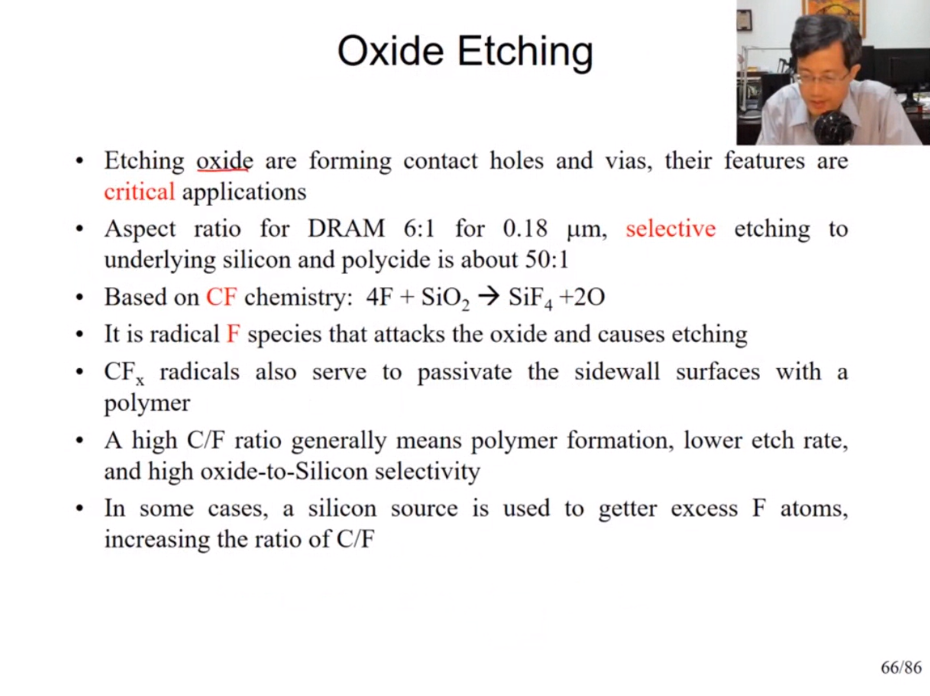 Oxide Etching
• Etching oxide are forming contact holes and vias, their features are
critical applications
• Aspect ratio for DRAM 6:1 for 0.18 μm, selective etching to
underlying silicon and polycide is about 50:1
• Based on CF chemistry: 4F + SiO₂ → SiF₄ +2O
• It is radical F species that attacks the oxide and causes etching
• CFₓ radicals also serve to passivate the sidewall surfaces with a
polymer
• A high C/F ratio generally means polymer formation, lower etch rate,
and high oxide-to-Silicon selectivity
• In some cases, a silicon source is used to getter excess F atoms,
increasing the ratio of C/F
66/86